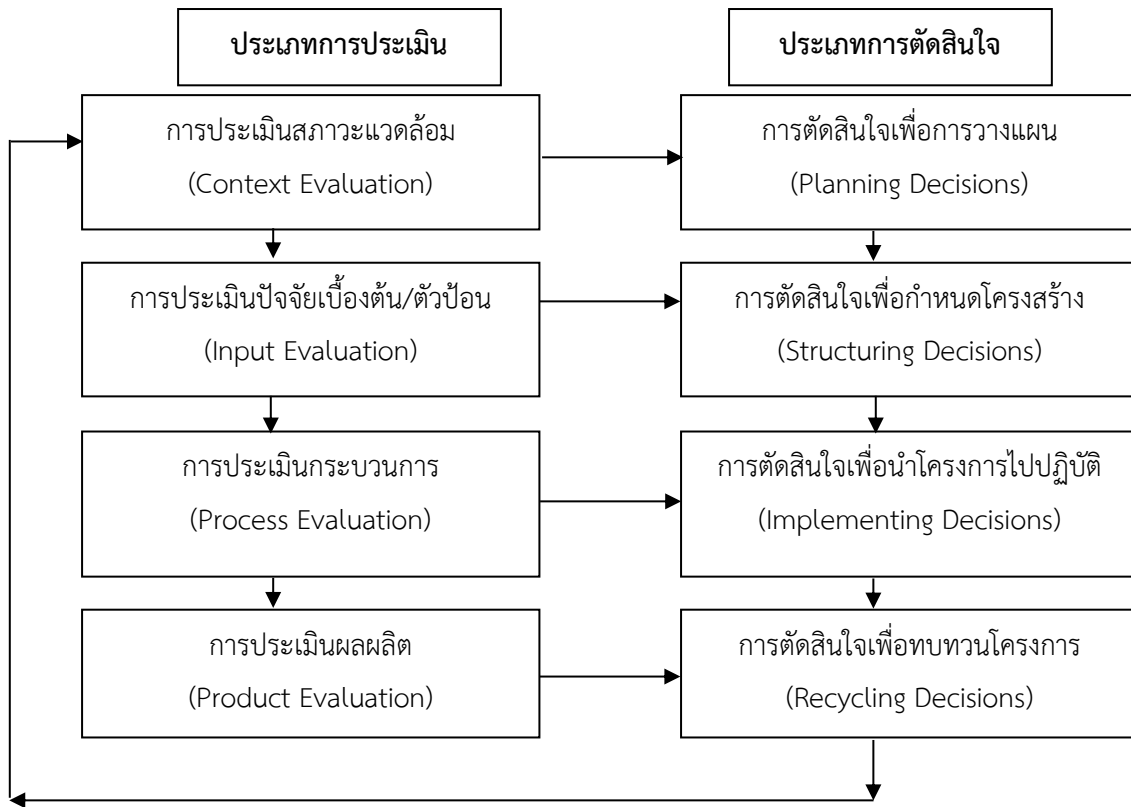 ประเภทการประเมิน
ประเภทการตัดสินใจ
การประเมินสภาวะแวดล้อม
(Context Evaluation)
การตัดสินใจเพื่อการวางแผน
(Planning Decisions)
การประเมินปัจจัยเบื้องต้น/ตัวป้อน
(Input Evaluation)
การตัดสินใจเพื่อกำหนดโครงสร้าง
(Structuring Decisions)
การประเมินกระบวนการ
(Process Evaluation)
การตัดสินใจเพื่อนำโครงการไปปฏิบัติ
(Implementing Decisions)
การประเมินผลผลิต
(Product Evaluation)
การตัดสินใจเพื่อทบทวนโครงการ
(Recycling Decisions)